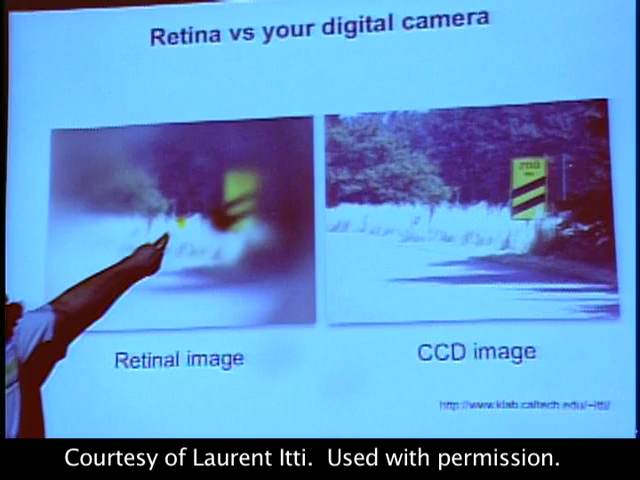 Retina vs your digital camera
200
Retinal image
CCD image
http://www.klab.caltech.edu/~itti/
Courtesy of Laurent Itti.  Used with permission.